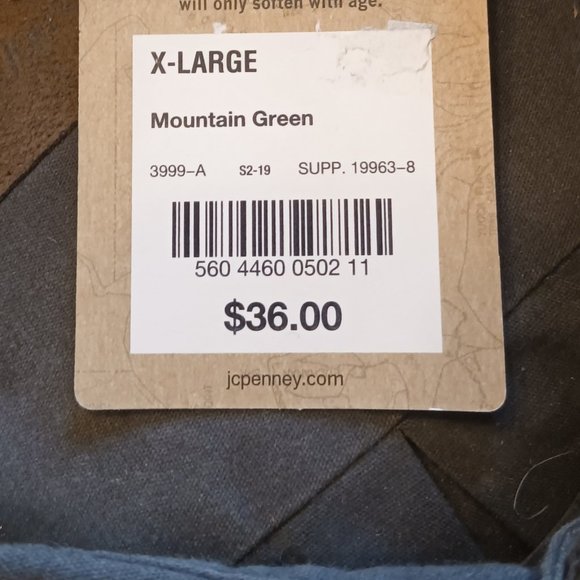 will only soften with age.
X-LARGE
Mountain Green
3999-A S2-19 SUPP. 19963-8
560 4460 0502 11
$36.00
jcpenney.com